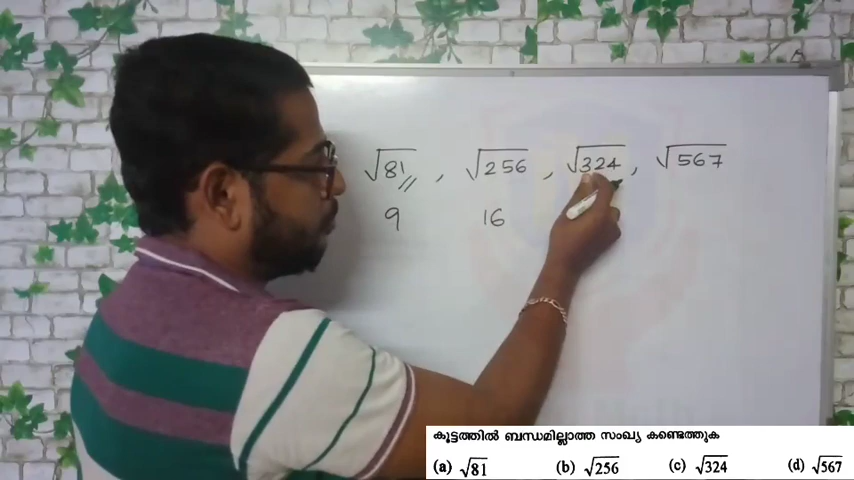 √81 , √256 , √324 , √567
9 16
കൂട്ടത്തിൽ ബന്ധമില്ലാത്ത സംഖ്യ കണ്ടെത്തുക
(a) √81 (b) √256 (c) √324 (d) √567